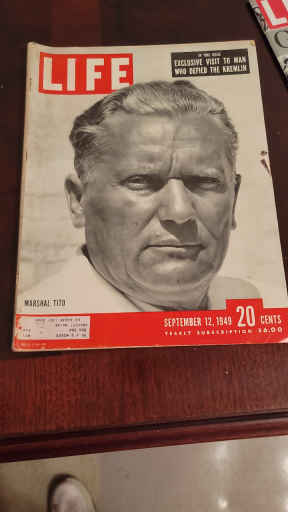 LIFE
IN THIS ISSUE
EXCLUSIVE VISIT TO MAN
WHO DEFIED THE KREMLIN
MARSHAL TITO
SEPTEMBER 12, 1949 20 CENTS
YEARLY SUBSCRIPTION $6.00